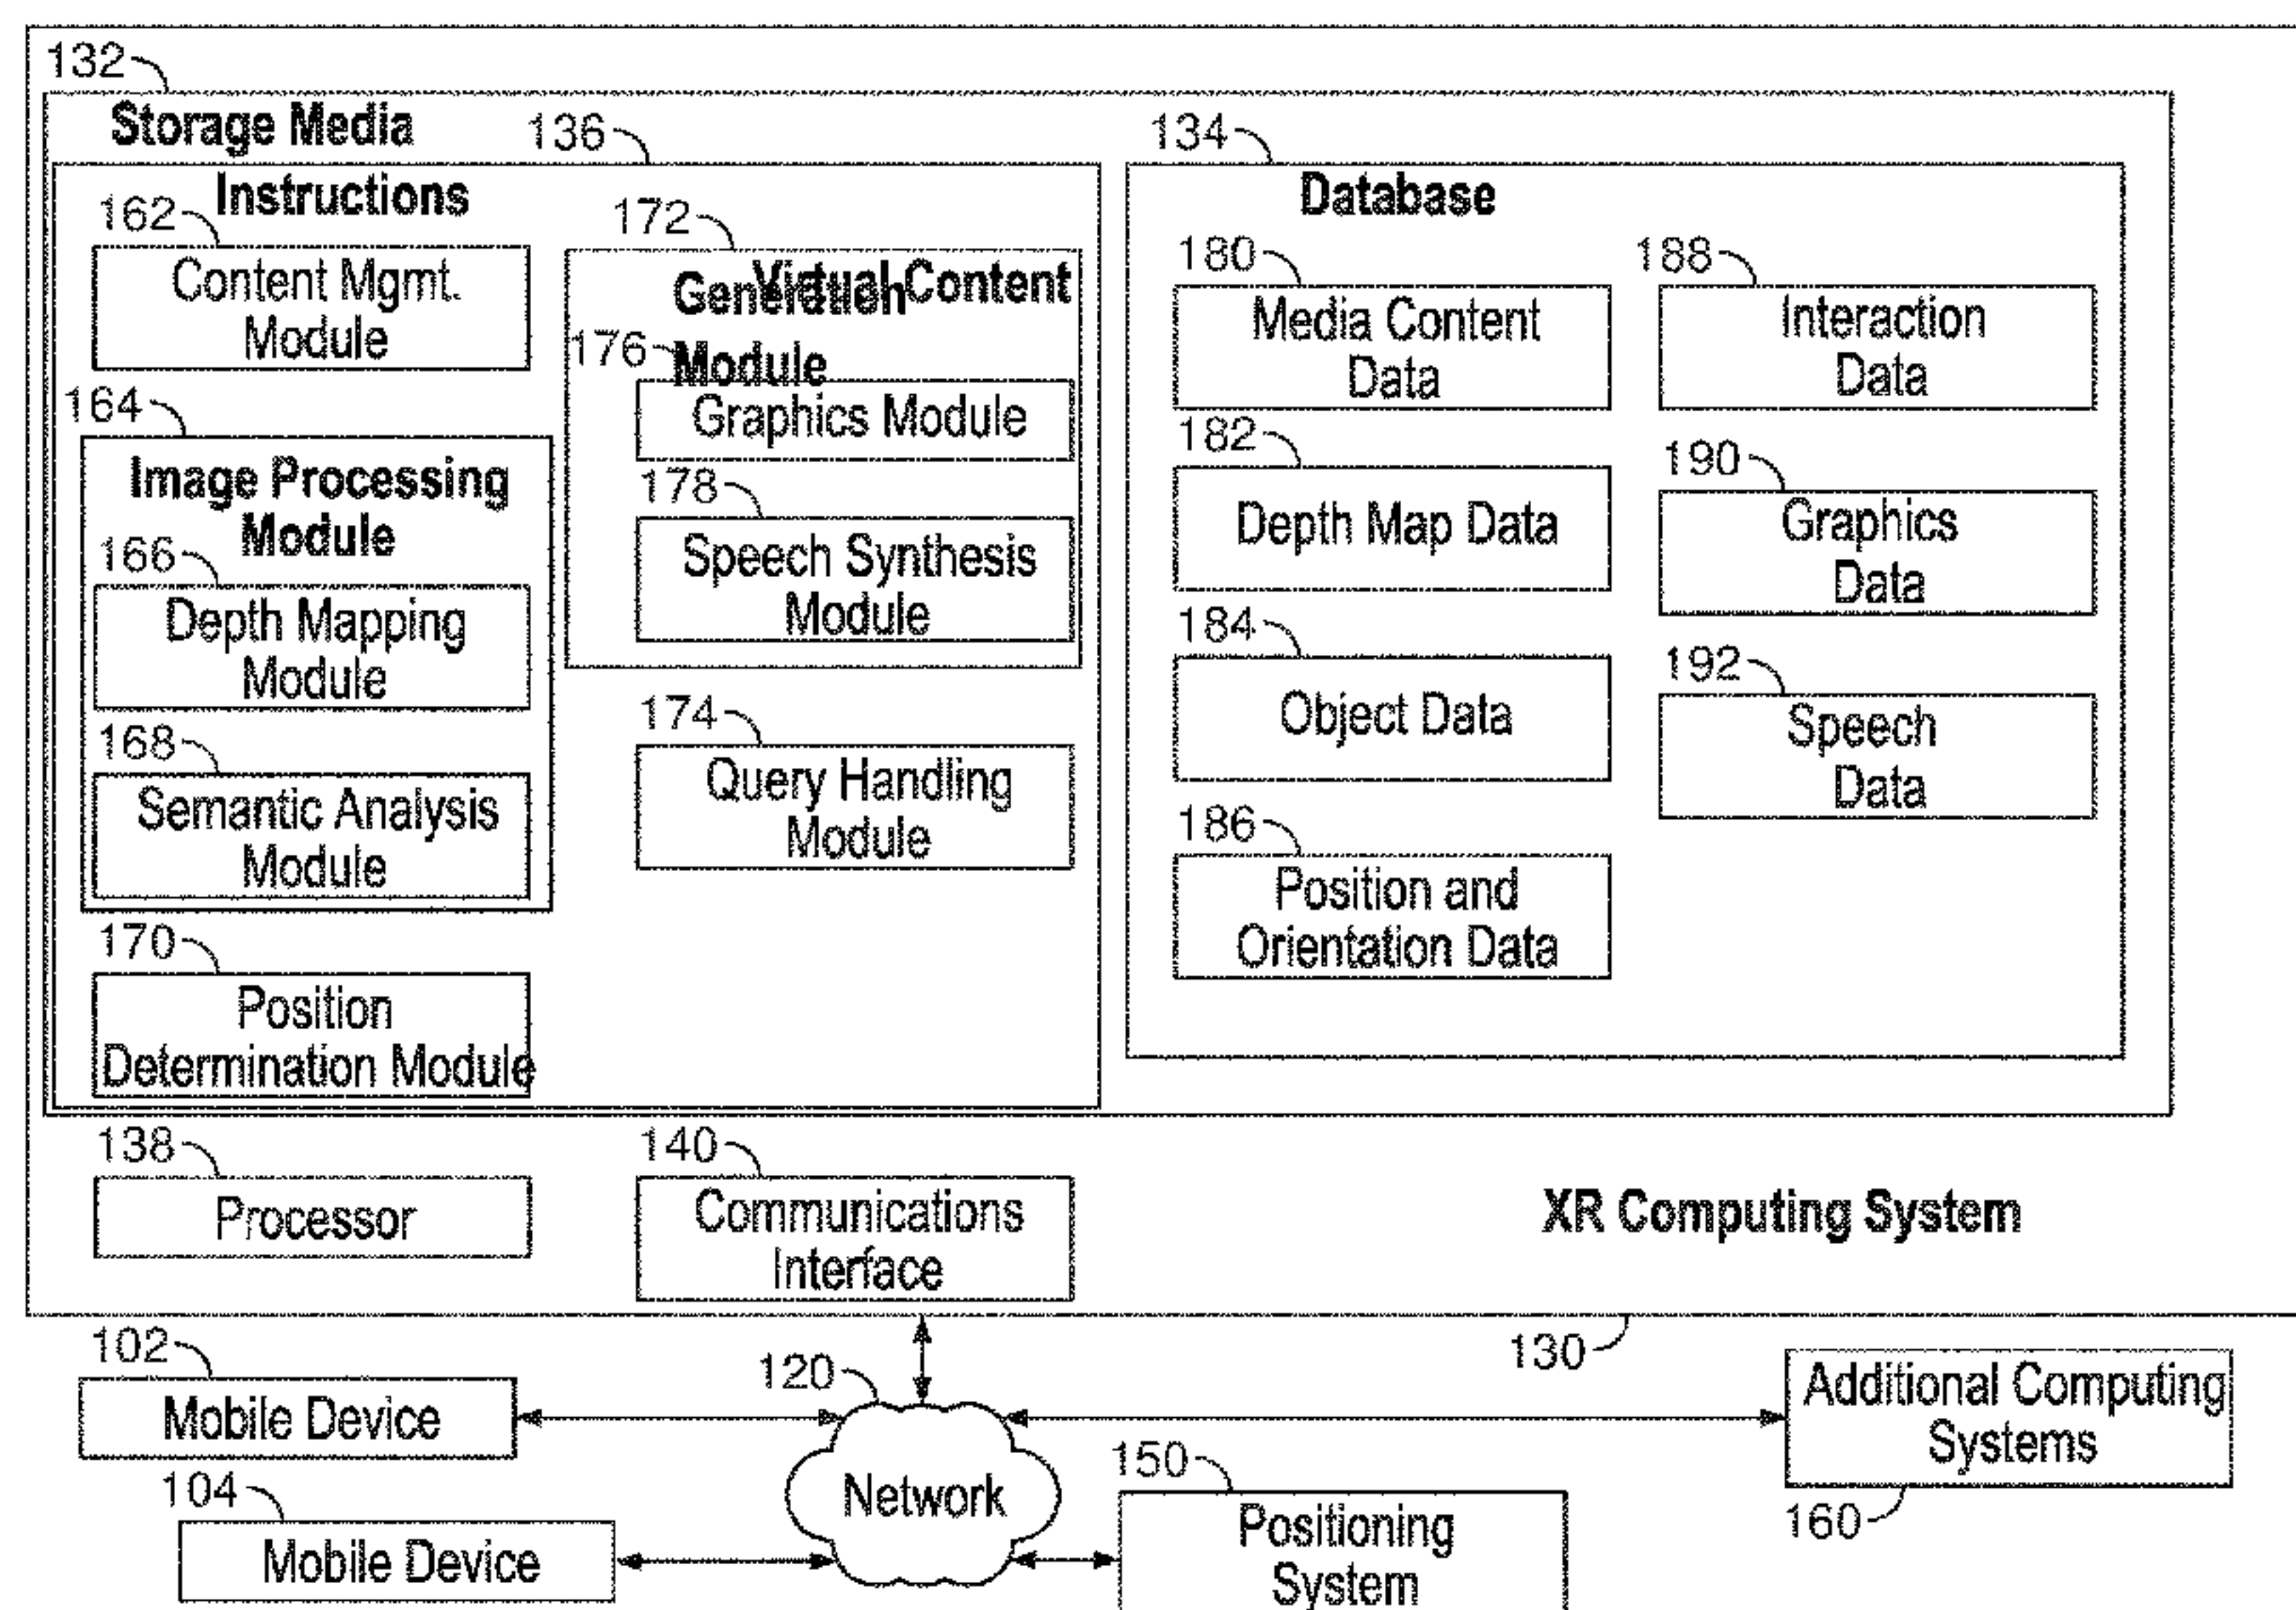 132
Storage Media
136
134
Instructions
Database
162
Content Mgmt.
Module
172
Virtual Content
Generation
Module
176
Graphics Module
178
Speech Synthesis
Module
164
Image Processing
Module
166
Depth Mapping
Module
168
Semantic Analysis
Module
174
Query Handling
Module
170
Position
Determination Module
180
Media Content
Data
188
Interaction
Data
182
Depth Map Data
190
Graphics
Data
184
Object Data
192
Speech
Data
186
Position and
Orientation Data
138
Processor
140
Communications
Interface
XR Computing System
130
102
Mobile Device
120
Network
104
Mobile Device
150
Positioning
System
Additional Computing
Systems
160